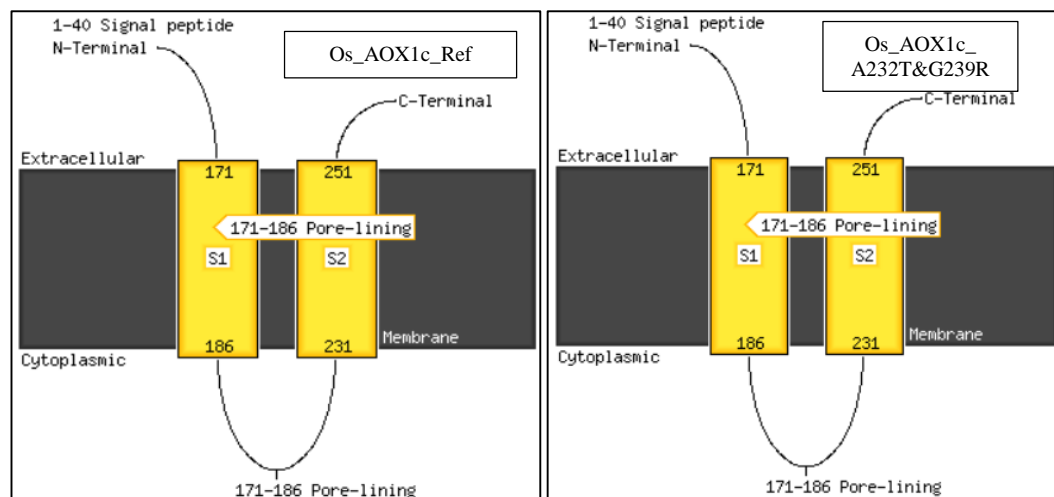 1-40 Signal peptide
N-Terminal
Os_AOX1c_Ref
C-Terminal
Extracellular
171
251
171-186 Pore-lining
S1
S2
Membrane
186
231
Cytoplasmic
171-186 Pore-lining
1-40 Signal peptide
N-Terminal
Os_AOX1c_
A232T&G239R
C-Terminal
Extracellular
171
251
171-186 Pore-lining
S1
S2
Membrane
186
231
Cytoplasmic
171-186 Pore-lining